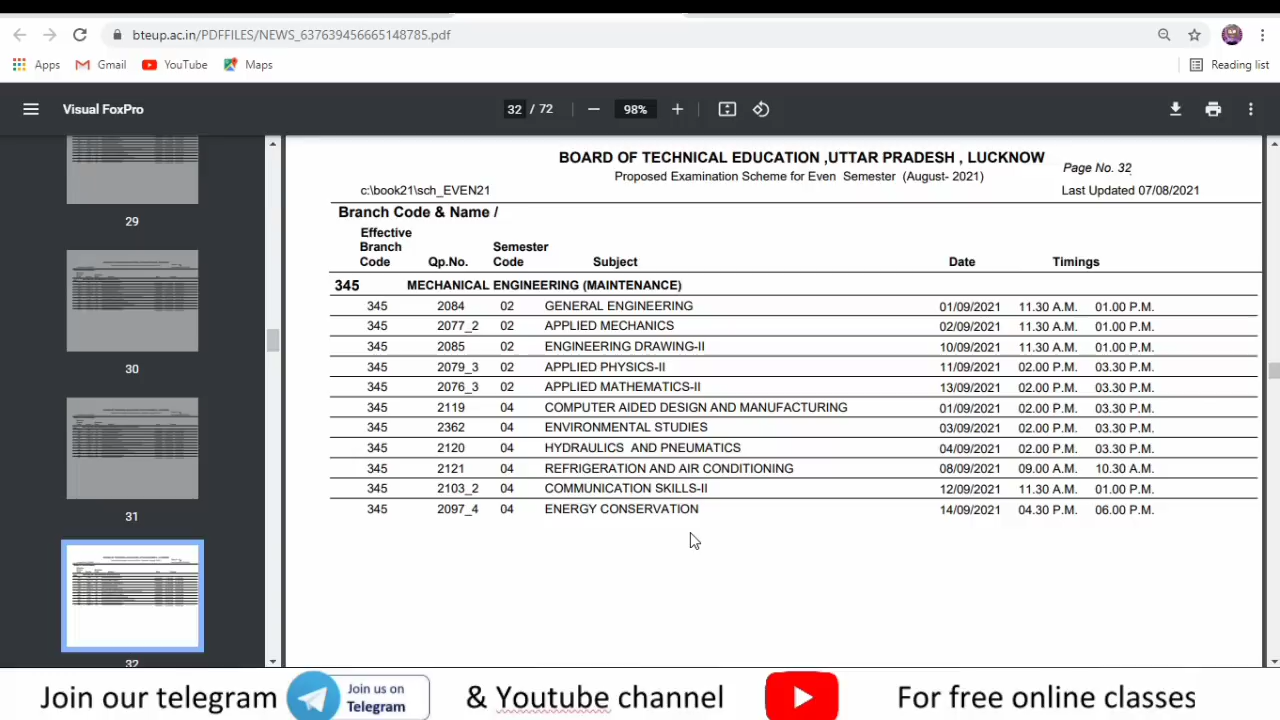 bteup.ac.in/PDFFILES/NEWS_637639456665148785.pdf
Apps Gmail YouTube Maps Reading list
Visual FoxPro 32 / 72 98%
29
30
31
32
BOARD OF TECHNICAL EDUCATION ,UTTAR PRADESH , LUCKNOW
Page No. 32
Proposed Examination Scheme for Even Semester (August- 2021)
c:\book21\sch_EVEN21 Last Updated 07/08/2021
Branch Code & Name /
Effective
Branch Semester
Code Qp.No. Code Subject Date Timings
345 MECHANICAL ENGINEERING (MAINTENANCE)
345 2084 02 GENERAL ENGINEERING 01/09/2021 11.30 A.M. 01.00 P.M.
345 2077_2 02 APPLIED MECHANICS 02/09/2021 11.30 A.M. 01.00 P.M.
345 2085 02 ENGINEERING DRAWING-II 10/09/2021 11.30 A.M. 01.00 P.M.
345 2079_3 02 APPLIED PHYSICS-II 11/09/2021 02.00 P.M. 03.30 P.M.
345 2076_3 02 APPLIED MATHEMATICS-II 13/09/2021 02.00 P.M. 03.30 P.M.
345 2119 04 COMPUTER AIDED DESIGN AND MANUFACTURING 01/09/2021 02.00 P.M. 03.30 P.M.
345 2362 04 ENVIRONMENTAL STUDIES 03/09/2021 02.00 P.M. 03.30 P.M.
345 2120 04 HYDRAULICS AND PNEUMATICS 04/09/2021 02.00 P.M. 03.30 P.M.
345 2121 04 REFRIGERATION AND AIR CONDITIONING 08/09/2021 09.00 A.M. 10.30 A.M.
345 2103_2 04 COMMUNICATION SKILLS-II 12/09/2021 11.30 A.M. 01.00 P.M.
345 2097_4 04 ENERGY CONSERVATION 14/09/2021 04.30 P.M. 06.00 P.M.
Join our telegram Join us on Telegram & Youtube channel For free online classes